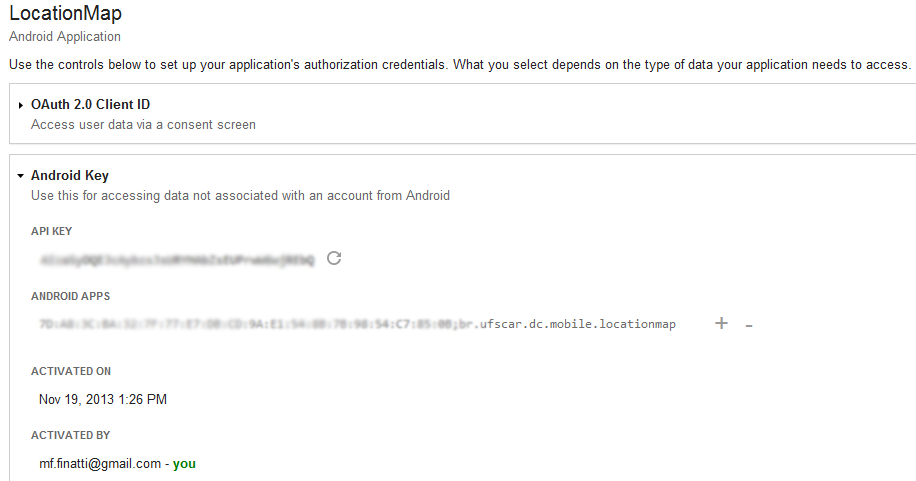 LocationMap
Android Application
Use the controls below to set up your application's authorization credentials. What you select depends on the type of data your application needs to access.
OAuth 2.0 Client ID
Access user data via a consent screen
Android Key
Use this for accessing data not associated with an account from Android
API KEY
ANDROID APPS
;br.ufscar.dc.mobile.locationmap
+ -
ACTIVATED ON
Nov 19, 2013 1:26 PM
ACTIVATED BY
mf.finatti@gmail.com - you